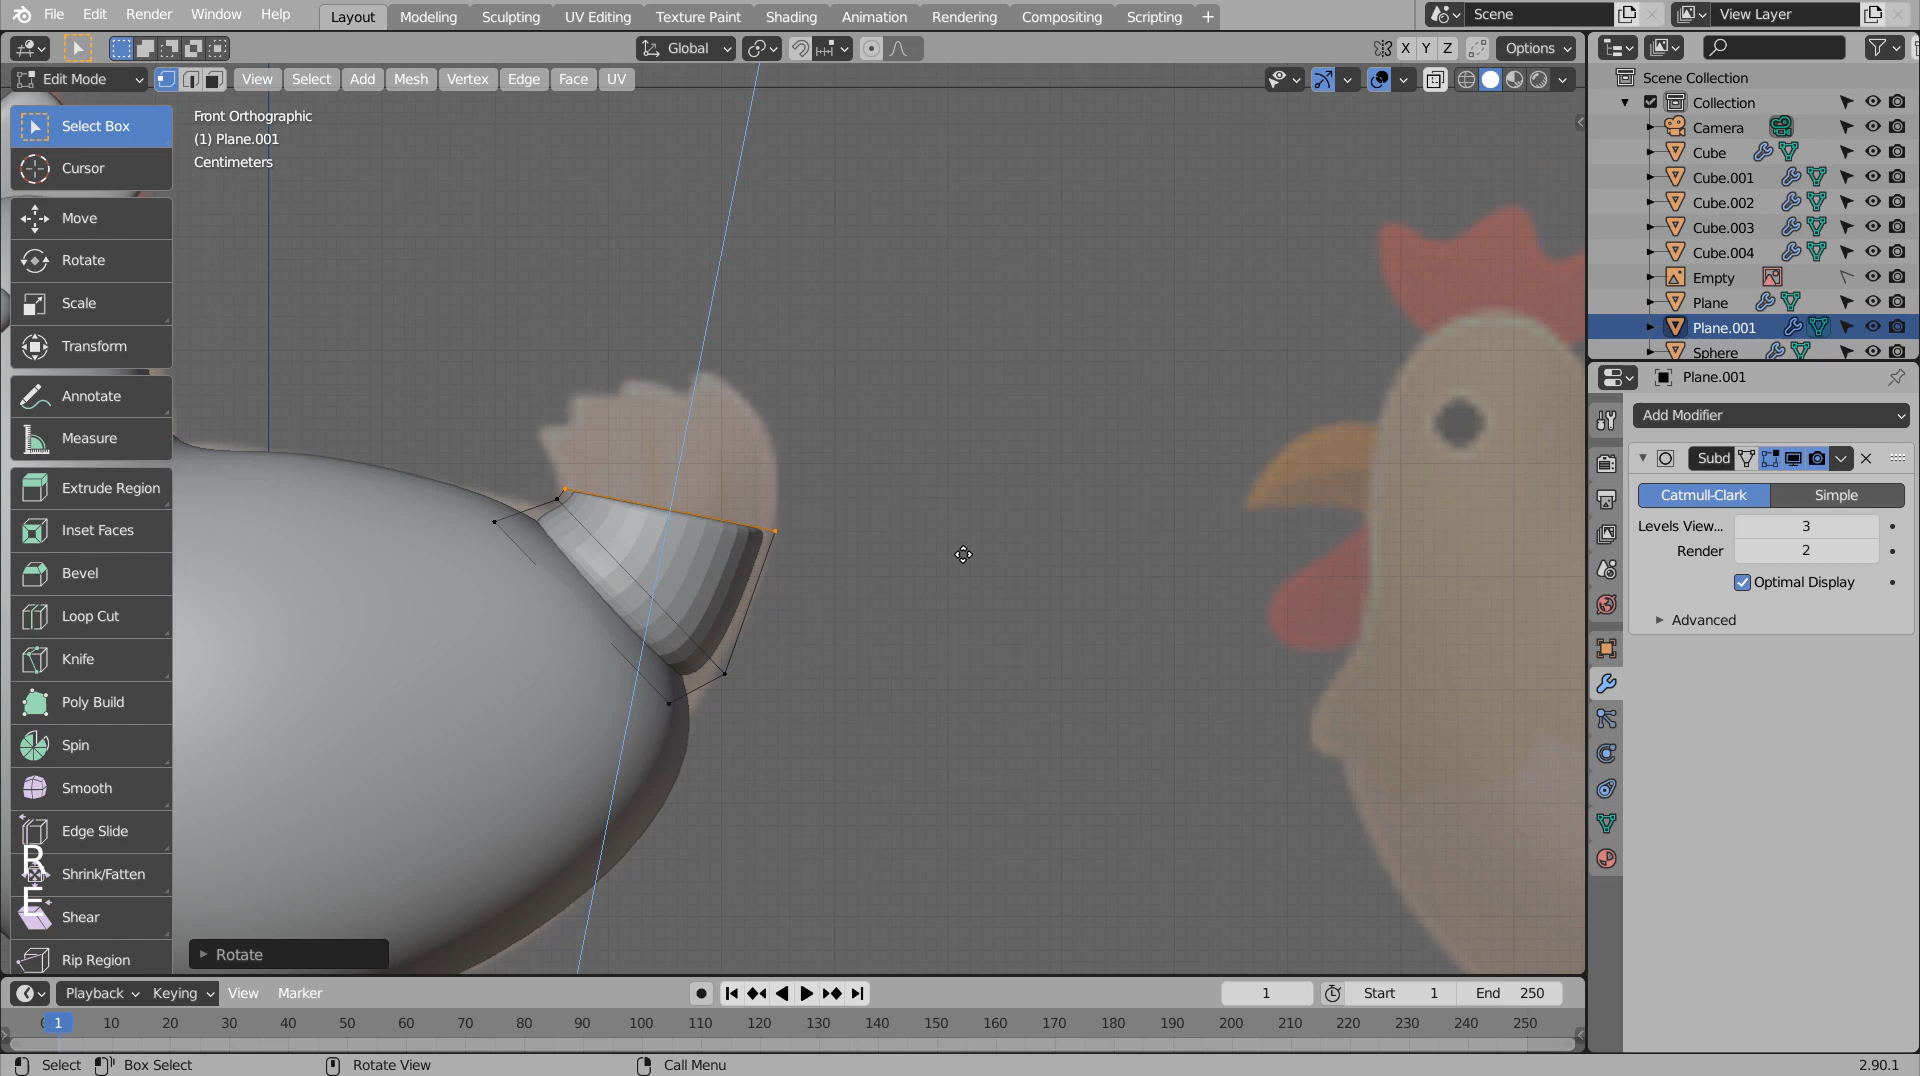 File Edit Render Window Help Layout Modeling Sculpting UV Editing Texture Paint Shading Animation Rendering Compositing Scripting + Scene View Layer
Global X Y Z Options
Edit Mode View Select Add Mesh Vertex Edge Face UV
Scene Collection
Collection
Camera
Cube
Cube.001
Cube.002
Cube.003
Cube.004
Empty
Plane
Plane.001
Sphere
Front Orthographic
(1) Plane.001
Centimeters
Select Box
Cursor
Move
Rotate
Scale
Transform
Annotate
Measure
Extrude Region
Inset Faces
Bevel
Loop Cut
Knife
Poly Build
Spin
Smooth
Edge Slide
Shrink/Fatten
Shear
Rip Region
R
E
Rotate
Plane.001
Add Modifier
Subd
Catmull-Clark Simple
Levels View... 3
Render 2
Optimal Display
Advanced
Playback Keying View Marker 1 Start 1 End 250
0 1 10 20 30 40 50 60 70 80 90 100 110 120 130 140 150 160 170 180 190 200 210 220 230 240 250
Select Box Select Rotate View Call Menu 2.90.1